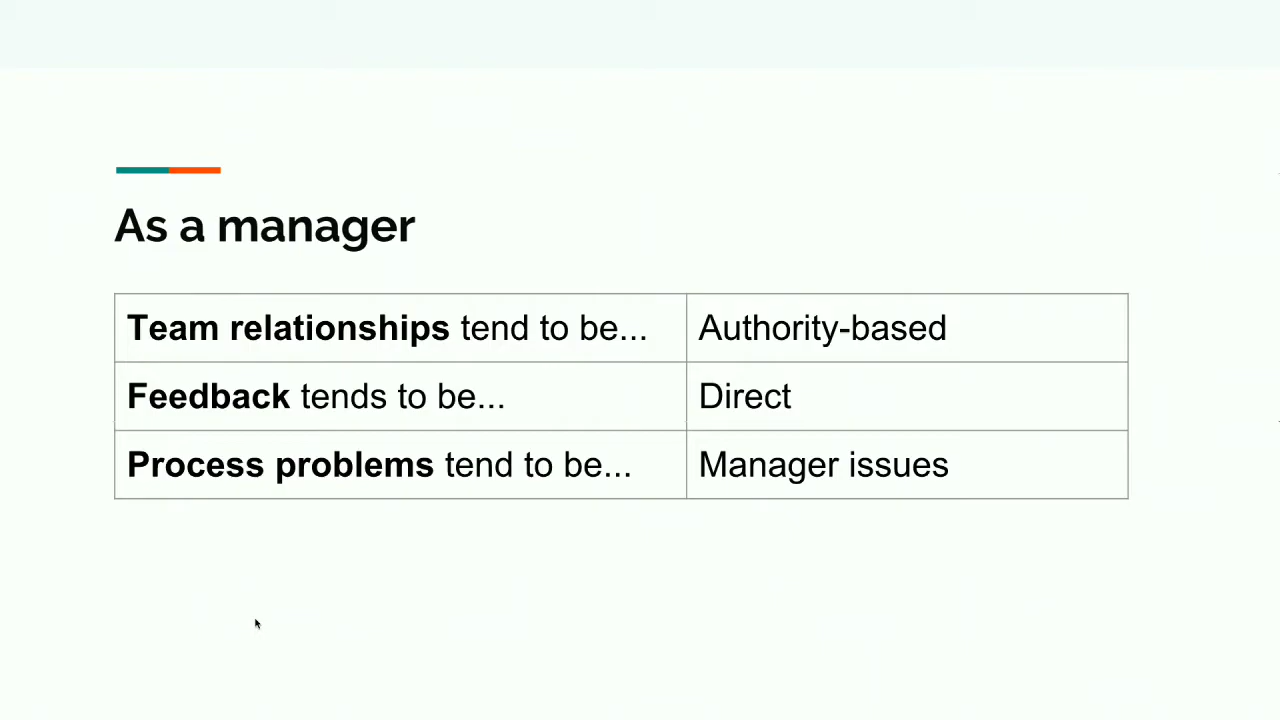 As a manager
Team relationships tend to be... Authority-based
Feedback tends to be... Direct
Process problems tend to be... Manager issues